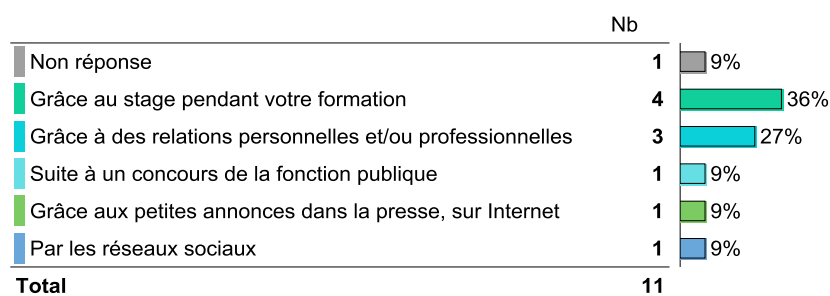 Nb
Non réponse 1 9%
Grâce au stage pendant votre formation 4 36%
Grâce à des relations personnelles et/ou professionnelles 3 27%
Suite à un concours de la fonction publique 1 9%
Grâce aux petites annonces dans la presse, sur Internet 1 9%
Par les réseaux sociaux 1 9%
Total 11